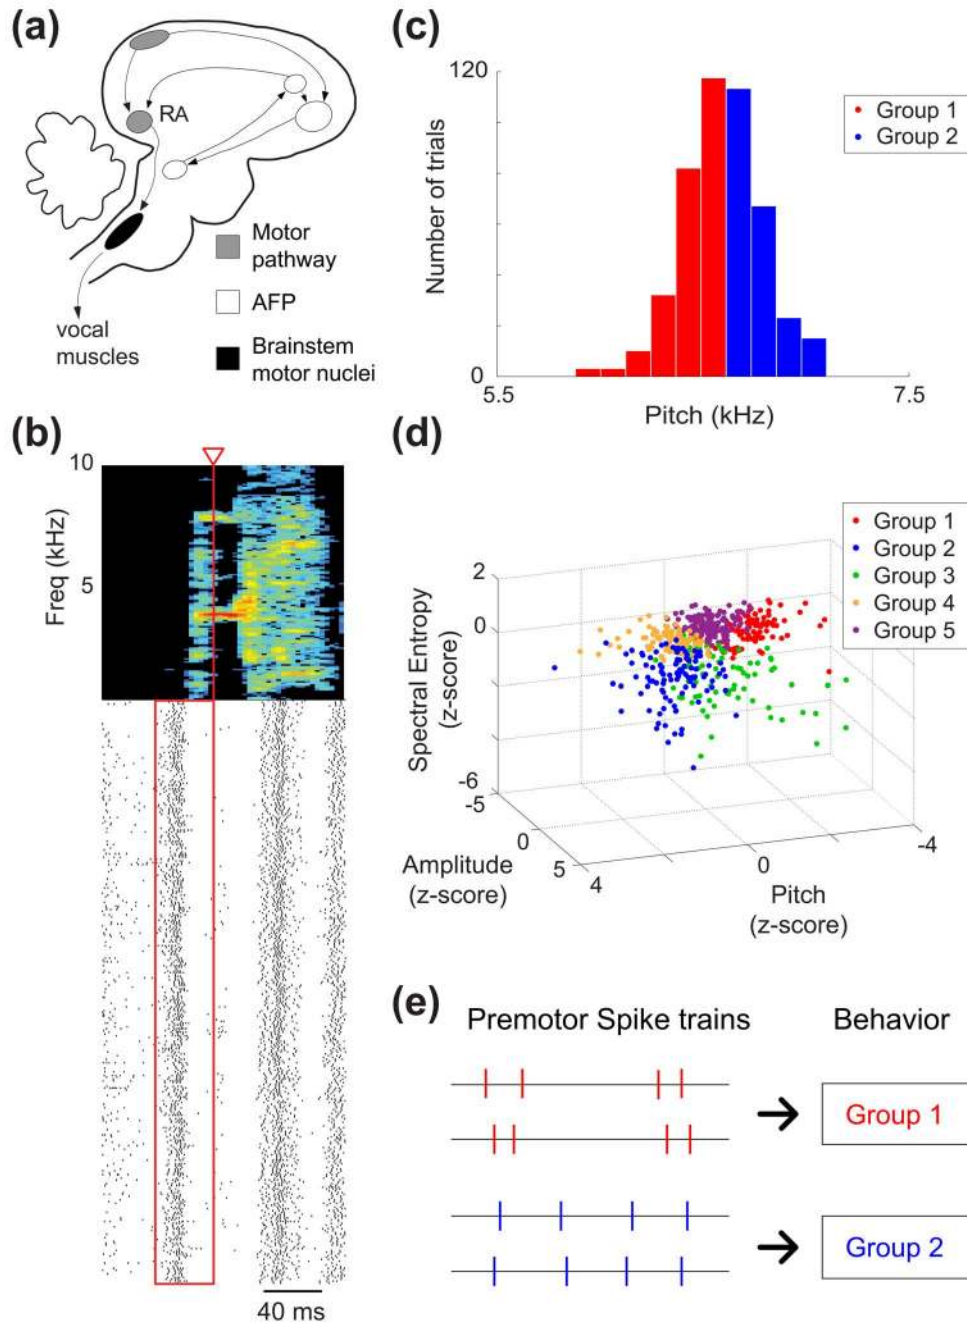 (a)
RA
Motor
pathway
AFP
Brainstem
motor nuclei
vocal
muscles
(b)
10
5
Freq (kHz)
40 ms
(c)
120
0
Number of trials
5.5
7.5
Pitch (kHz)
Group 1
Group 2
(d)
Group 1
Group 2
Group 3
Group 4
Group 5
2
0
-6
Spectral Entropy
(z-score)
-5
0
5
Amplitude
(z-score)
4
0
-4
Pitch
(z-score)
(e)
Premotor Spike trains
Behavior
Group 1
Group 2